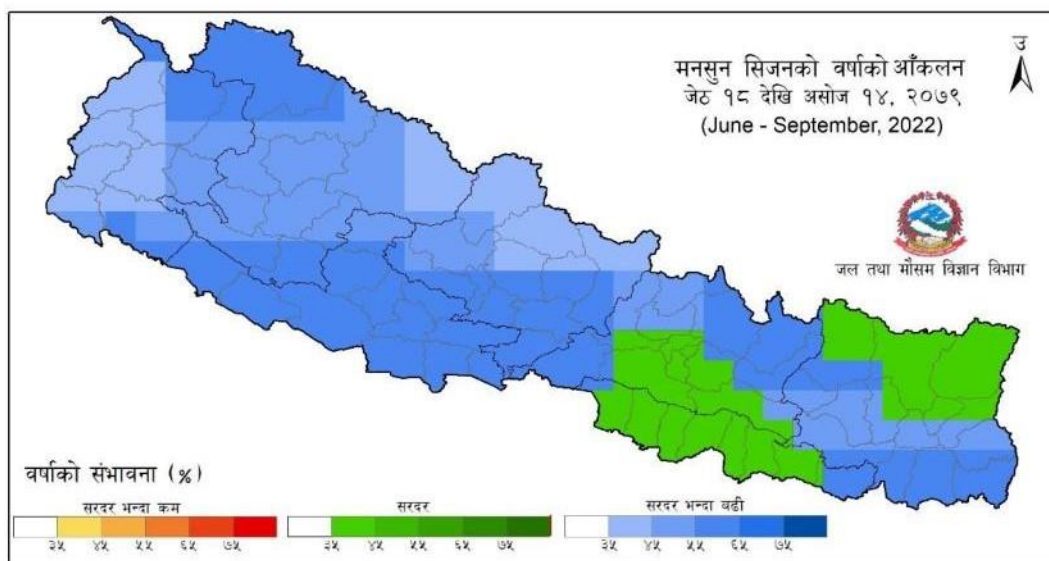 मनसुन सिजनको वर्षाको आँकलन
जेठ १८ देखि असोज १४, २०७९
(June - September, 2022)
उ
जल तथा मौसम विज्ञान विभाग
वर्षाको संभावना (%)
सरदर भन्दा कम
३५ ४५ ५५ ६५ ७५
सरदर
३५ ४५ ५५ ६५ ७५
सरदर भन्दा बढी
३५ ४५ ५५ ६५ ७५